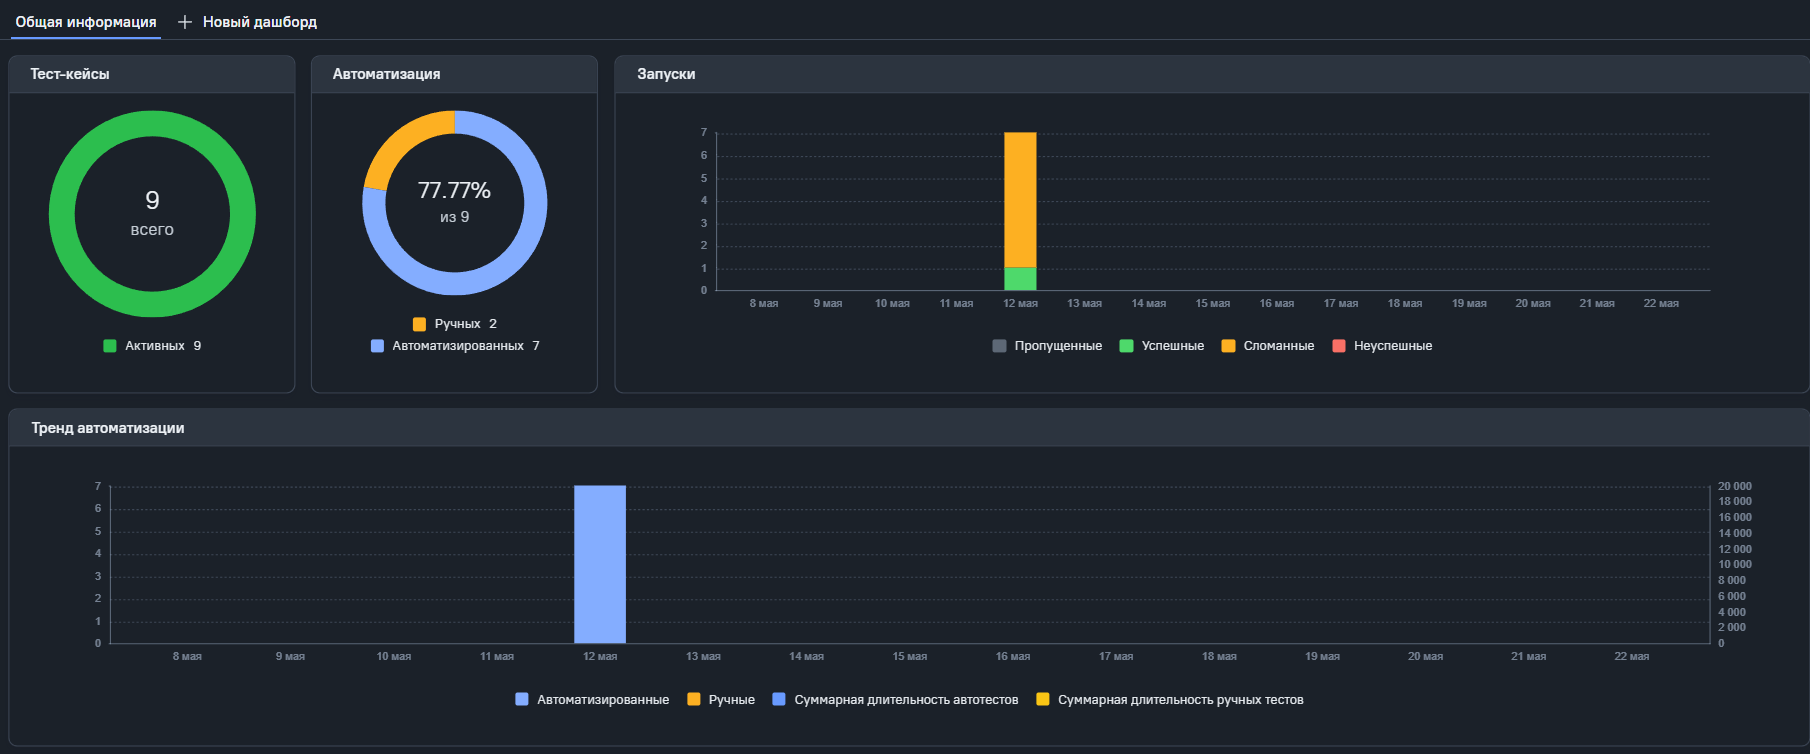 Общая информация
Новый дашборд
Тест-кейсы
9
всего
Активных 9
Автоматизация
77.77%
из 9
Ручных 2
Автоматизированных 7
Запуски
7
6
5
4
3
2
1
0
8 мая 9 мая 10 мая 11 мая 12 мая 13 мая 14 мая 15 мая 16 мая 17 мая 18 мая 19 мая 20 мая 21 мая 22 мая
Пропущенные Успешные Сломанные Неуспешные
Тренд автоматизации
7
6
5
4
3
2
1
0
20 000
18 000
16 000
14 000
12 000
10 000
8 000
6 000
4 000
2 000
0
8 мая 9 мая 10 мая 11 мая 12 мая 13 мая 14 мая 15 мая 16 мая 17 мая 18 мая 19 мая 20 мая 21 мая 22 мая
Автоматизированные Ручные Суммарная длительность автотестов Суммарная длительность ручных тестов